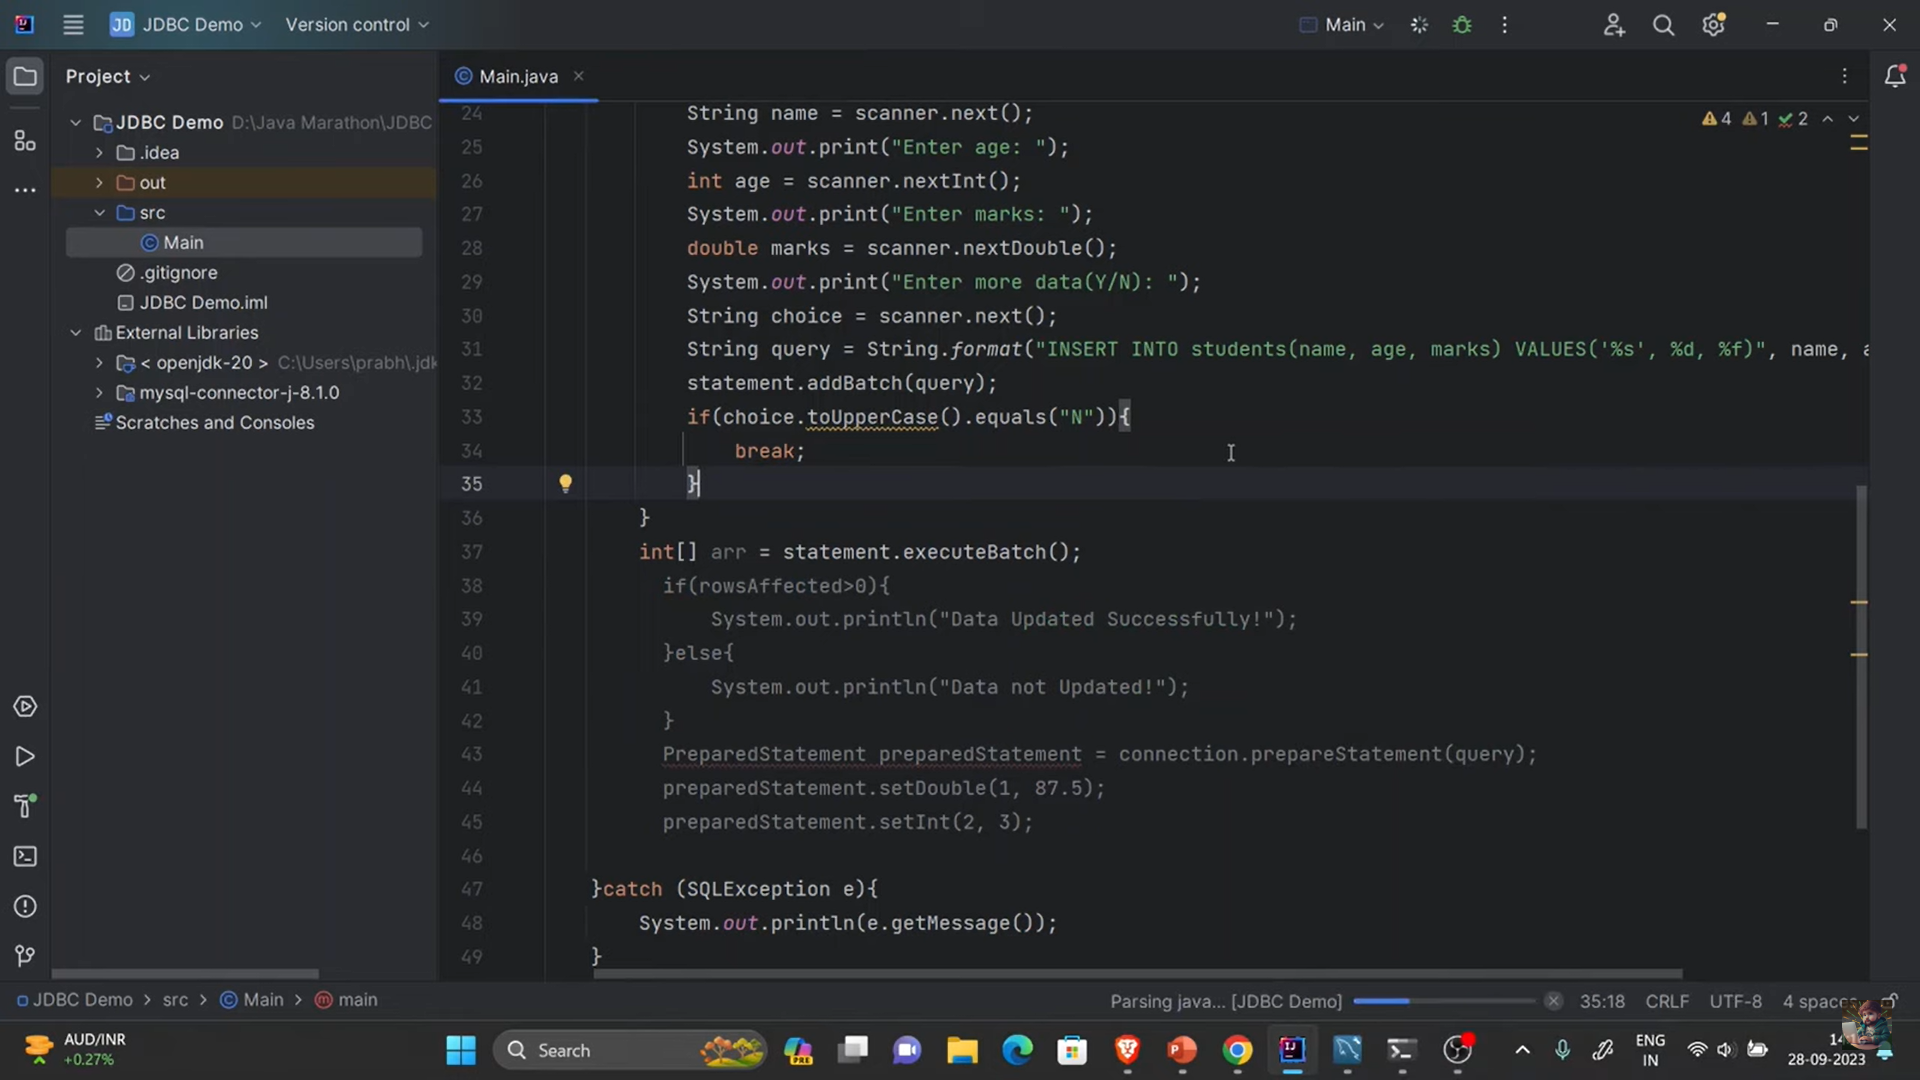 JD JDBC Demo Version control Main
Project
Main.java
JDBC Demo D:\Java Marathon\JDBC
.idea
out
src
Main
.gitignore
JDBC Demo.iml
External Libraries
< openjdk-20 > C:\Users\prabh\.jdk
mysql-connector-j-8.1.0
Scratches and Consoles
4 1 2
24 String name = scanner.next();
25 System.out.print("Enter age: ");
26 int age = scanner.nextInt();
27 System.out.print("Enter marks: ");
28 double marks = scanner.nextDouble();
29 System.out.print("Enter more data(Y/N): ");
30 String choice = scanner.next();
31 String query = String.format("INSERT INTO students(name, age, marks) VALUES('%s', %d, %f)", name, a
32 statement.addBatch(query);
33 if(choice.toUpperCase().equals("N")){
34 break;
35 }
36 }
37 int[] arr = statement.executeBatch();
38 if(rowsAffected>0){
39 System.out.println("Data Updated Successfully!");
40 }else{
41 System.out.println("Data not Updated!");
42 }
43 PreparedStatement preparedStatement = connection.prepareStatement(query);
44 preparedStatement.setDouble(1, 87.5);
45 preparedStatement.setInt(2, 3);
46
47 }catch (SQLException e){
48 System.out.println(e.getMessage());
49 }
JDBC Demo > src > Main > main Parsing java... [JDBC Demo] 35:18 CRLF UTF-8 4 spac
AUD/INR
+0.27%
Search
PRE
ENG
IN
28-09-2023